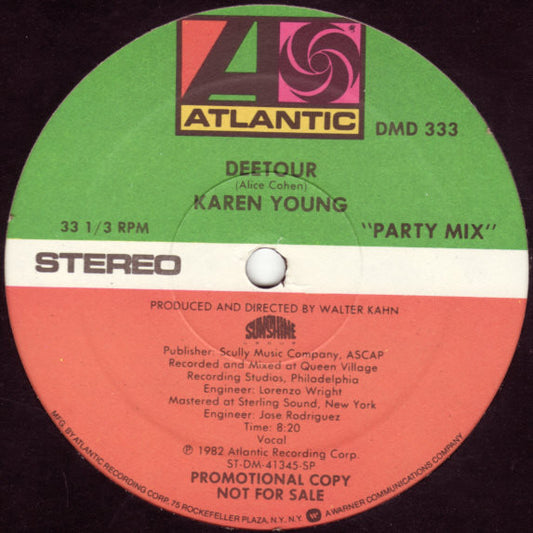 ATLANTIC
DMD 333
DEETOUR
(Alice Cohen)
KAREN YOUNG
33 1/3 RPM
"PARTY MIX"
STEREO
PRODUCED AND DIRECTED BY WALTER KAHN
SUNSHINE
GROUP
Publisher: Scully Music Company, ASCAP
Recorded and Mixed at Queen Village
Recording Studios, Philadelphia
Engineer: Lorenzo Wright
Mastered at Sterling Sound, New York
Engineer: Jose Rodriguez
Time: 8:20
Vocal
℗ 1982 Atlantic Recording Corp.
ST-DM-41345-SP
PROMOTIONAL COPY
NOT FOR SALE
MFG. BY ATLANTIC RECORDING CORP. 75 ROCKEFELLER PLAZA, N.Y. N.Y. A WARNER COMMUNICATIONS COMPANY